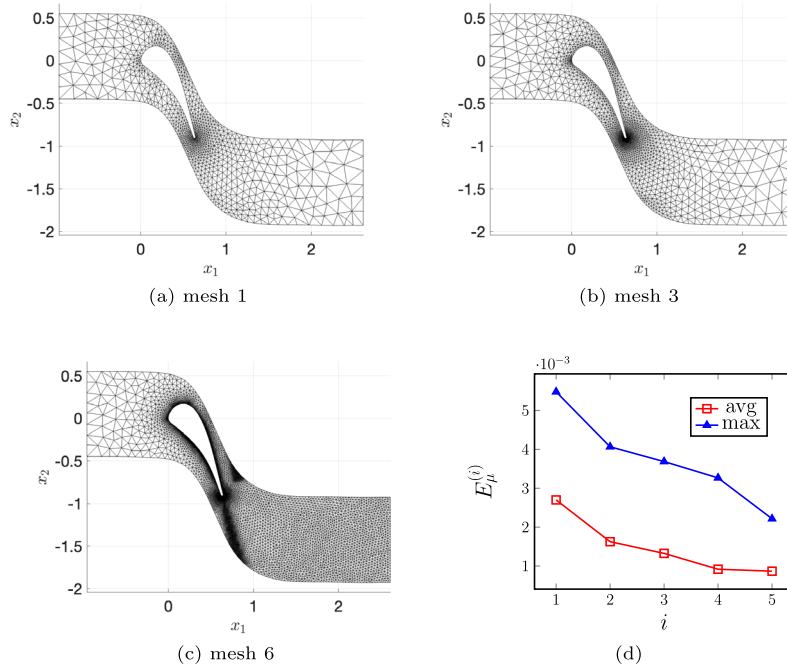 0.5
0
-0.5
-1
-1.5
-2
x₂
0 1 2
x₁
(a) mesh 1
0.5
0
-0.5
-1
-1.5
-2
x₂
0 1 2
x₁
(b) mesh 3
0.5
0
-0.5
-1
-1.5
-2
x₂
0 1 2
x₁
(c) mesh 6
·10⁻³
5
4
3
2
1
E_μ^(i)
avg
max
1 2 3 4 5
i
(d)